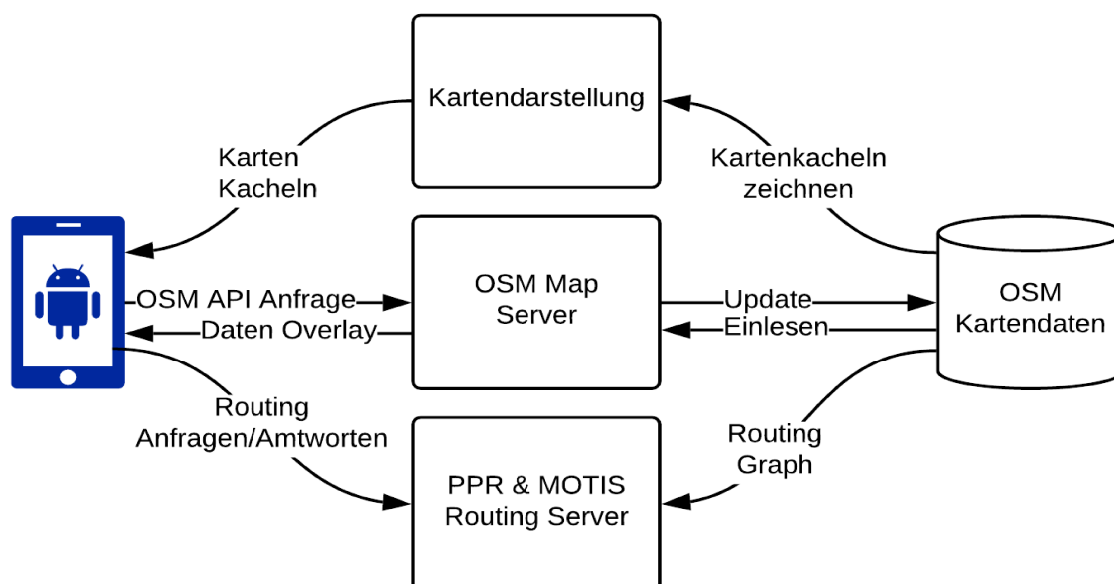 Kartendarstellung
Karten
Kacheln
Kartenkacheln
zeichnen
OSM API Anfrage
Daten Overlay
OSM Map
Server
Update
Einlesen
OSM
Kartendaten
Routing
Anfragen/Amtworten
Routing
Graph
PPR & MOTIS
Routing Server